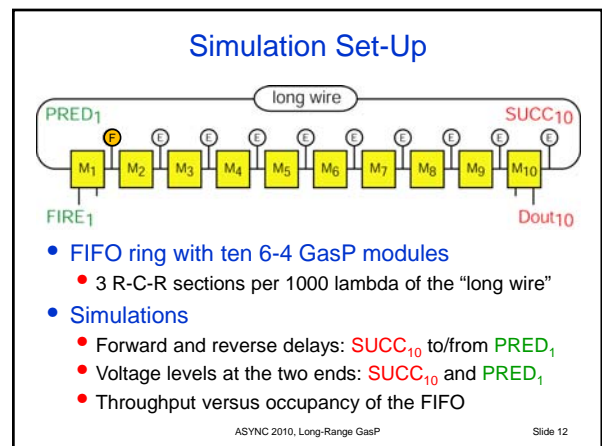 Simulation Set-Up
long wire
PRED1
SUCC10
F E E E E E E E E E
M1 M2 M3 M4 M5 M6 M7 M8 M9 M10
FIRE1
Dout10
• FIFO ring with ten 6-4 GasP modules
• 3 R-C-R sections per 1000 lambda of the “long wire”
• Simulations
• Forward and reverse delays: SUCC10 to/from PRED1
• Voltage levels at the two ends: SUCC10 and PRED1
• Throughput versus occupancy of the FIFO
ASYNC 2010, Long-Range GasP
Slide 12